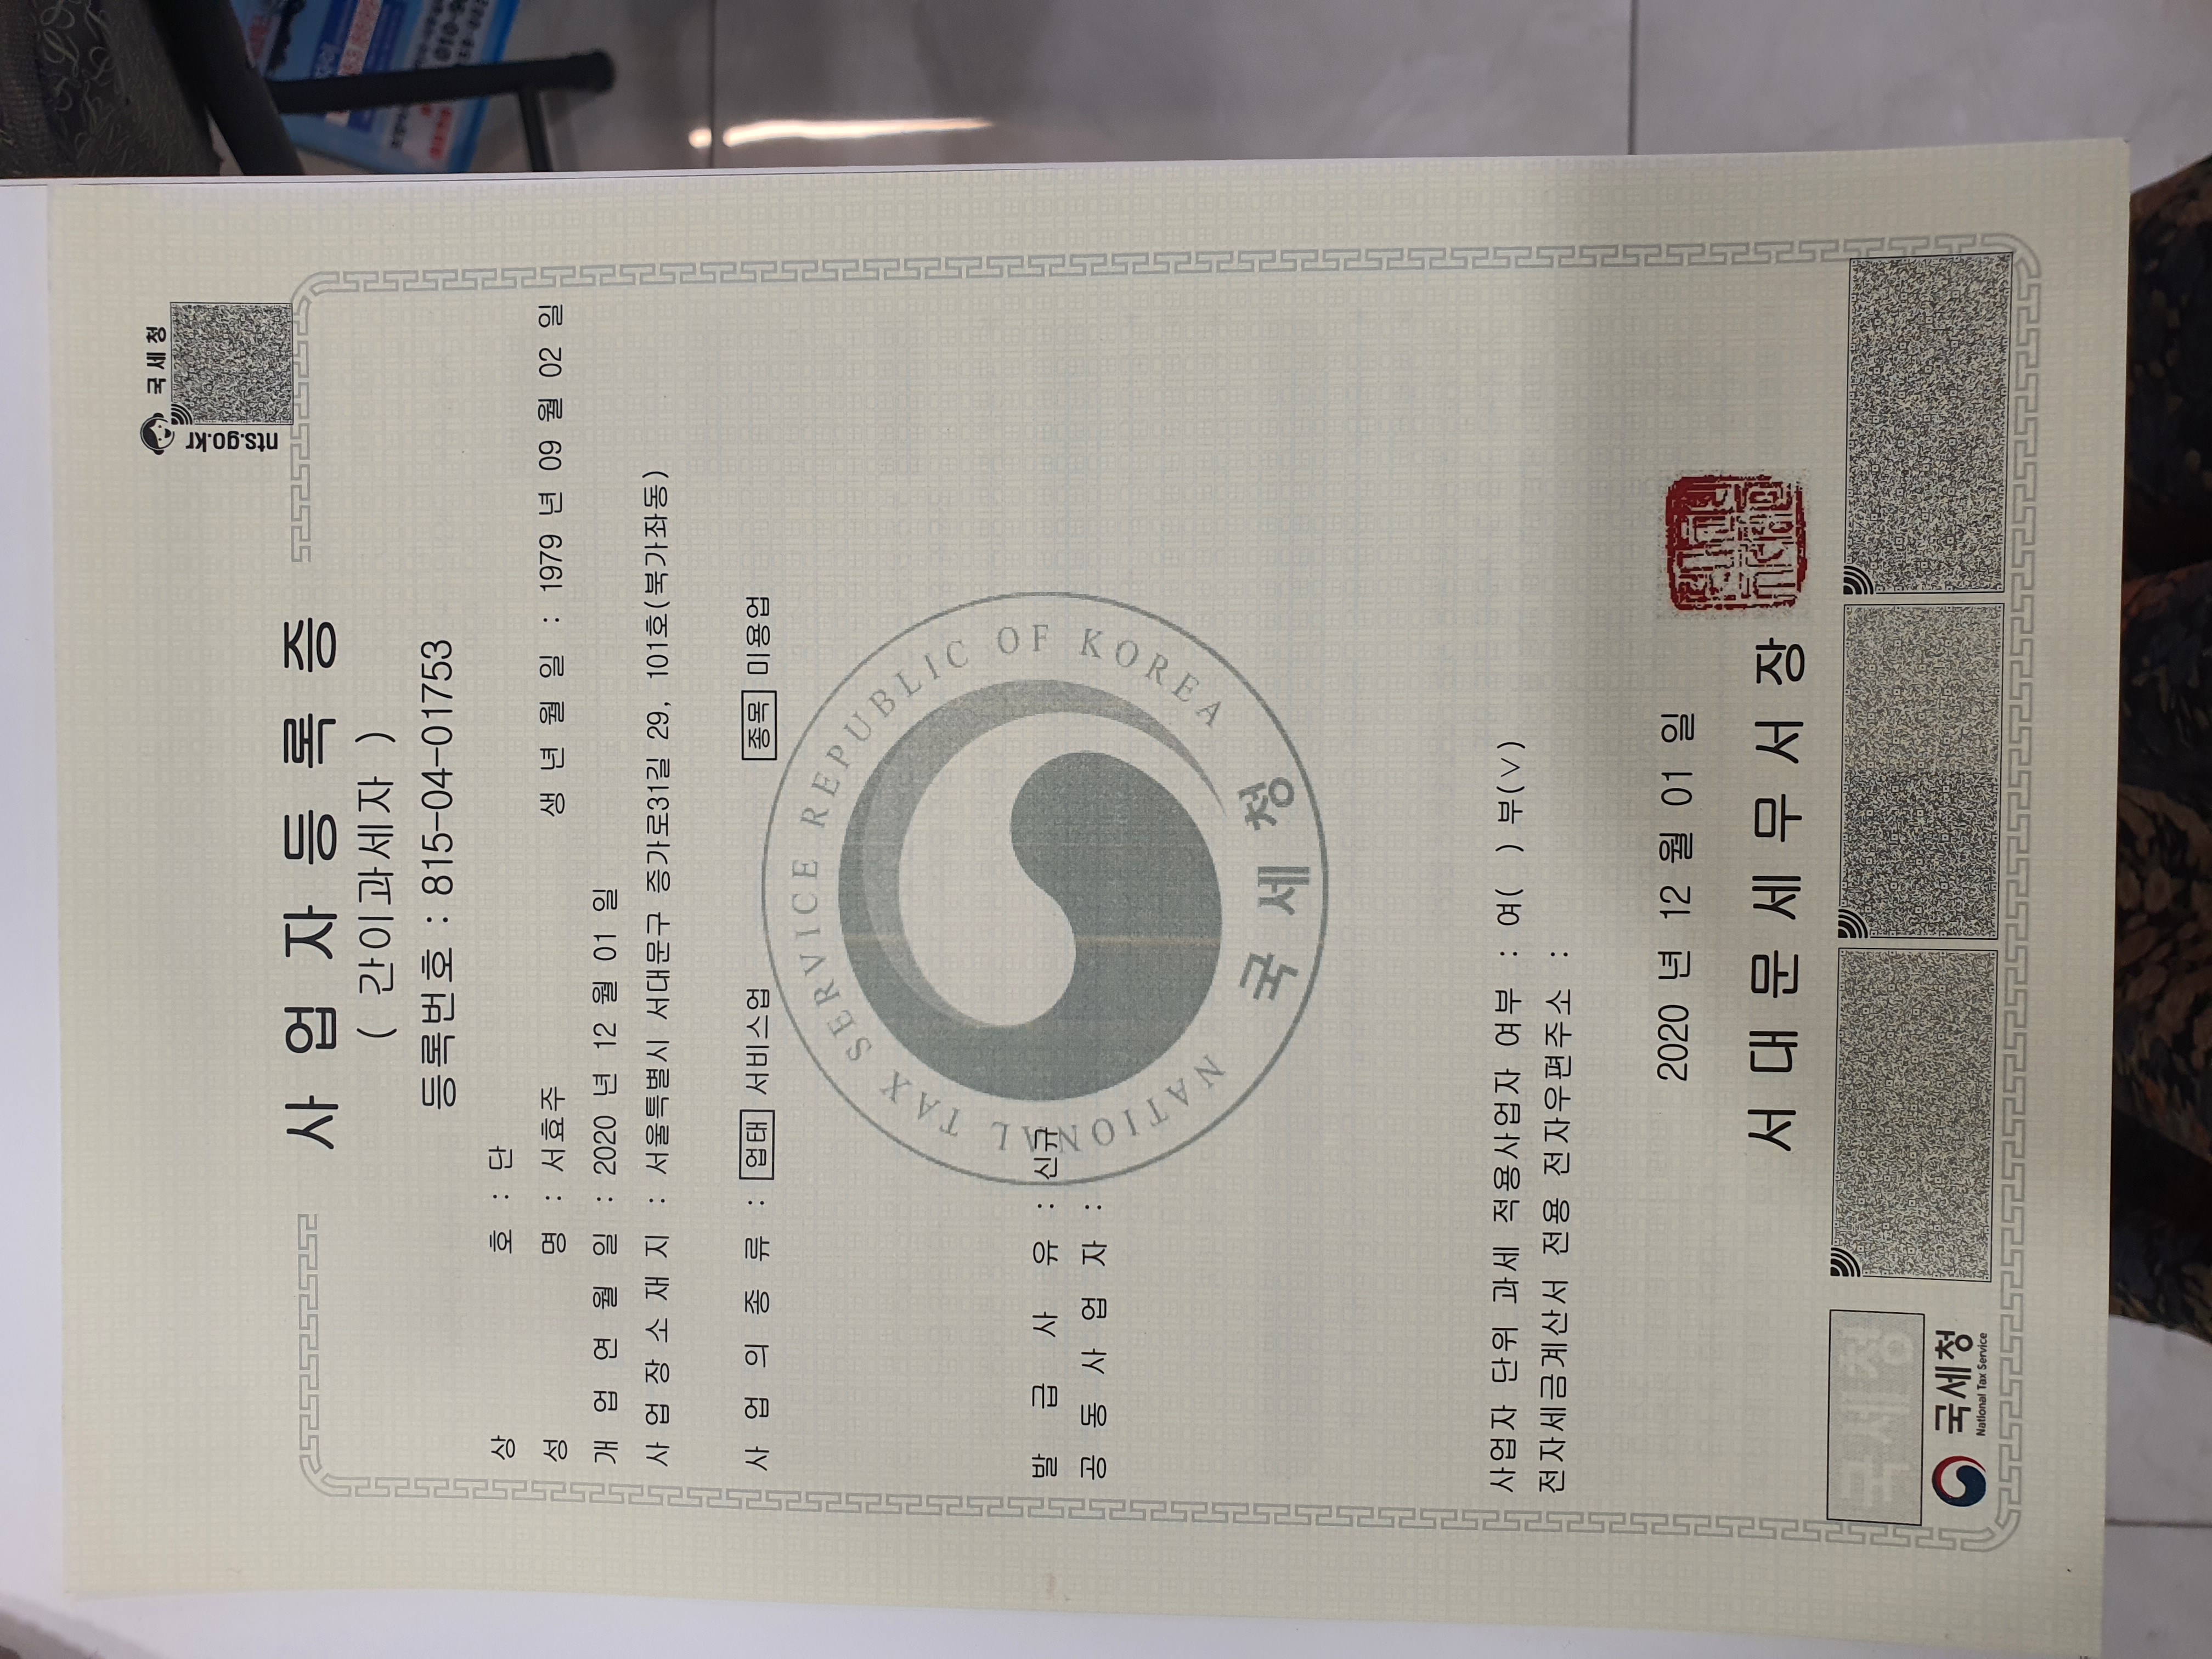 국세청
nts.go.kr
사업자등록증
( 간이과세자 )
등록번호 : 815-04-01753
상 호 : 단
성 명 : 서효주 생 년 월 일 : 1979 년 09 월 02 일
개 업 연 월 일 : 2020 년 12 월 01 일
사 업 장 소 재 지 : 서울특별시 서대문구 증가로31길 29, 101호(북가좌동)
사 업 의 종 류 : 업태 서비스업 종목 미용업
NATIONAL TAX SERVICE REPUBLIC OF KOREA
국세청
발 급 사 유 : 신규
공 동 사 업 자 :
사업자 단위 과세 적용사업자 여부 : 여( ) 부(∨)
전자세금계산서 전용 전자우편주소 :
2020 년 12 월 01 일
서대문세무서장
국세청
국세청
National Tax Service